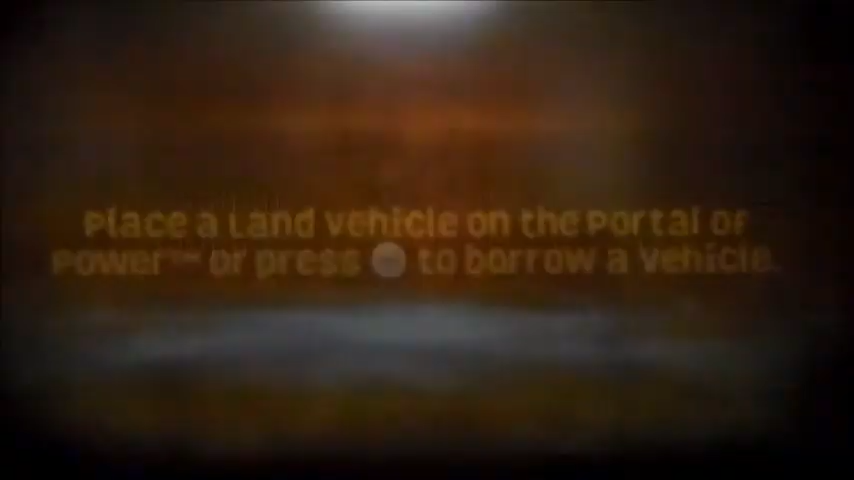 Place a Land Vehicle on the Portal of
Power™ or press to borrow a Vehicle.